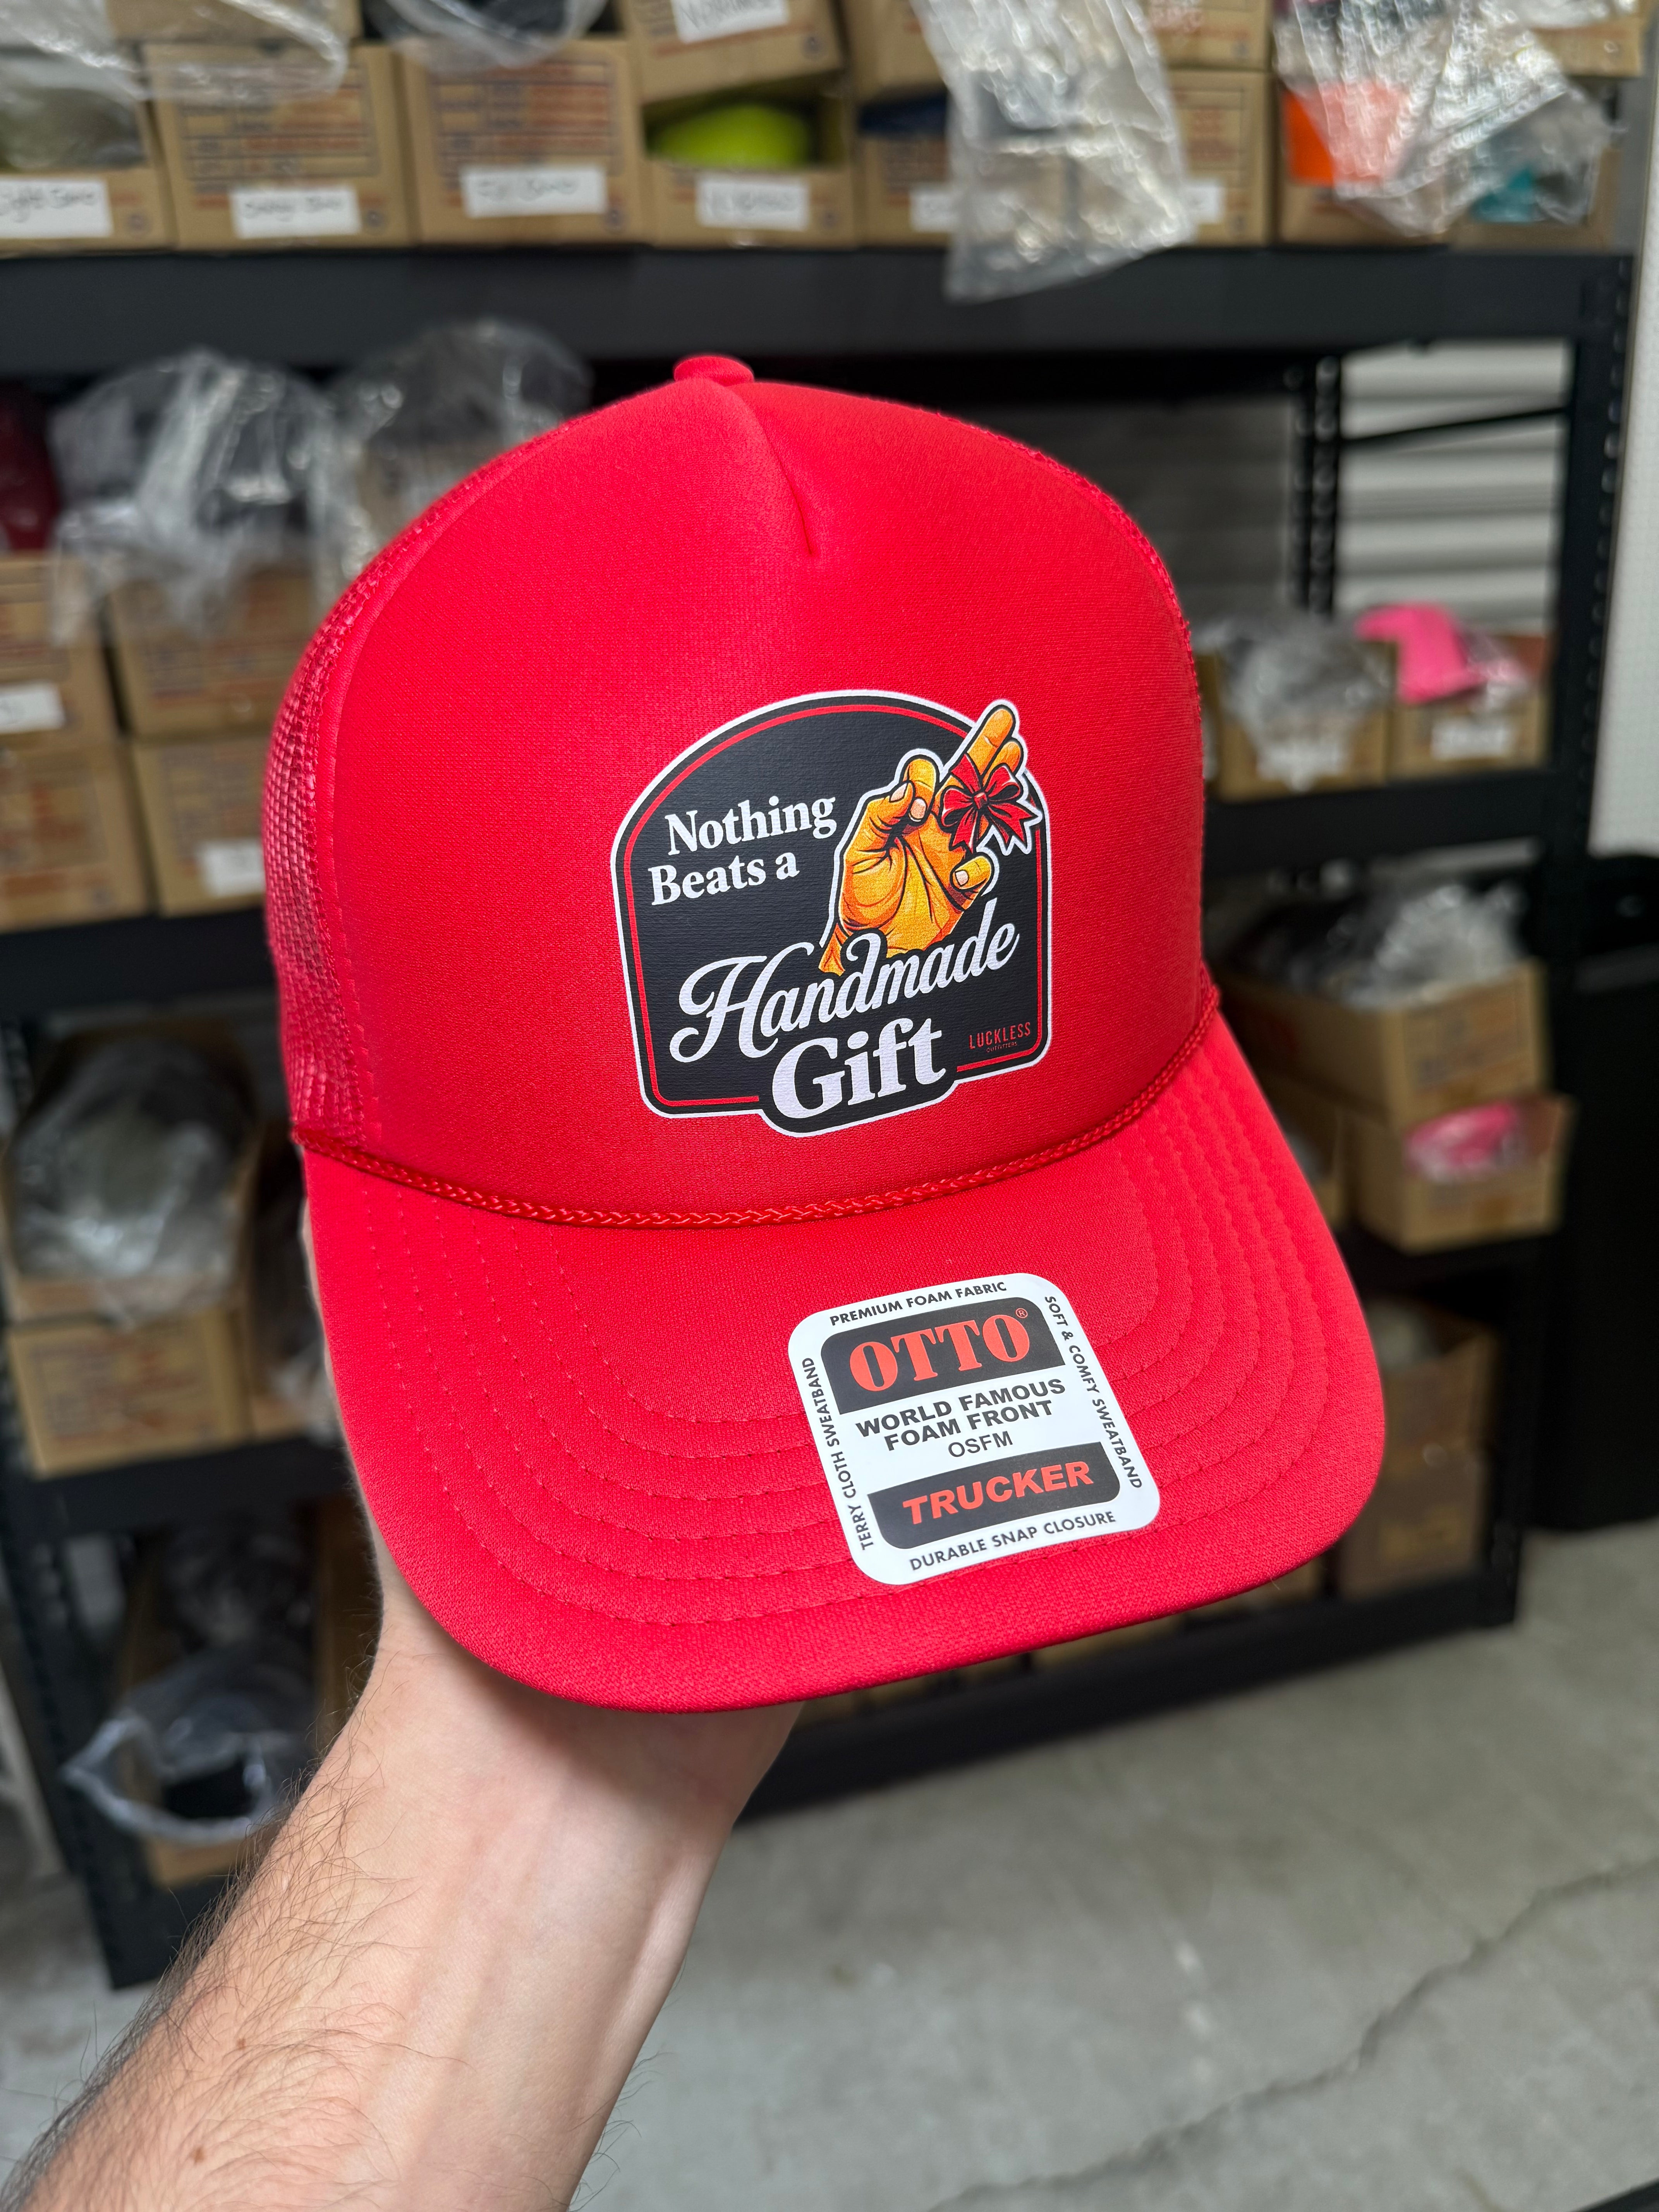 Nothing
Beats a
Handmade
Gift
LUCKLESS
OUTFITTERS
PREMIUM FOAM FABRIC
SOFT & COMFY SWEATBAND
TERRY CLOTH SWEATBAND
OTTO®
WORLD FAMOUS
FOAM FRONT
OSFM
TRUCKER
DURABLE SNAP CLOSURE